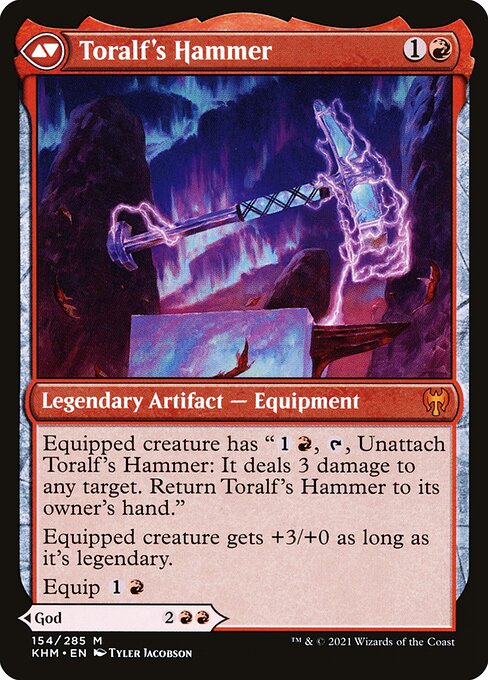 Toralf's Hammer 1
Legendary Artifact — Equipment
Equipped creature has “1 , , Unattach
Toralf's Hammer: It deals 3 damage to
any target. Return Toralf's Hammer to its
owner's hand.”
Equipped creature gets +3/+0 as long as
it's legendary.
Equip 1
God 2
154/285 M
KHM • EN Tyler Jacobson
™ & © 2021 Wizards of the Coast